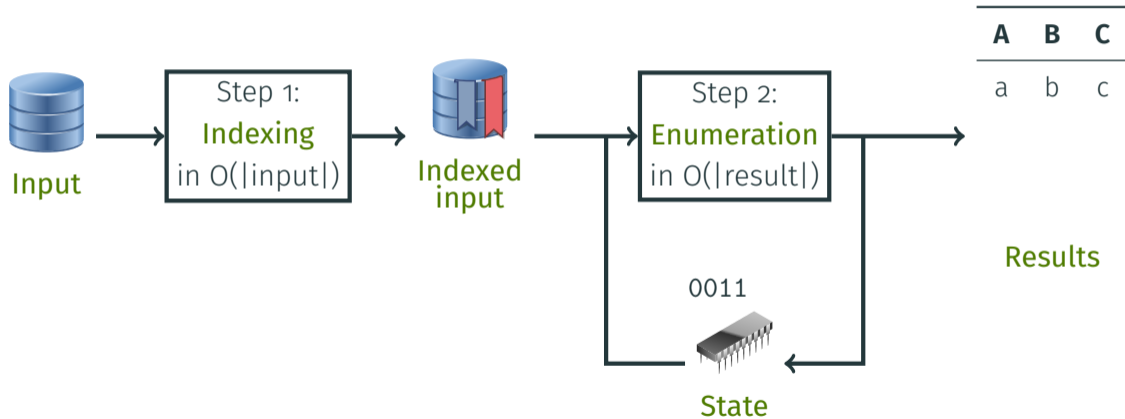 Input
Step 1:
Indexing
in O(|input|)
Indexed
input
Step 2:
Enumeration
in O(|result|)
0011
State
A B C
a b c
Results